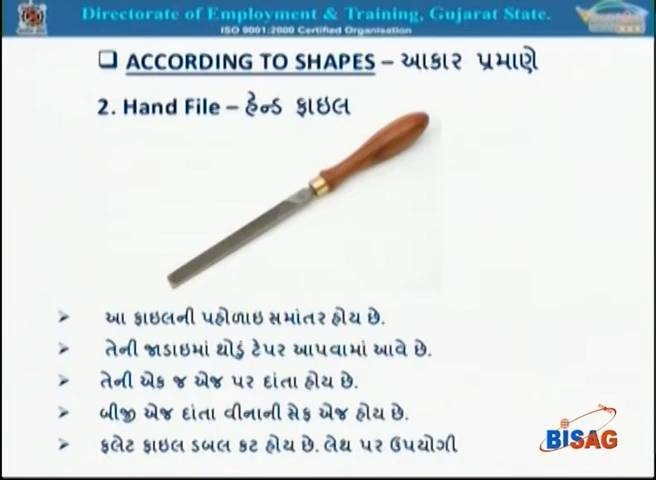 Directorate of Employment & Training, Gujarat State.
ISO 9001:2000 Certified Organisation
❑ ACCORDING TO SHAPES – આકાર પ્રમાણે
2. Hand File – હેન્ડ ફાઇલ
➢ આ ફાઇલની પહોળાઇ સમાંતર હોય છે.
➢ તેની જાડાઇમાં થોડું ટેપર આપવામાં આવે છે.
➢ તેની એક જ એજ પર દાંતા હોય છે.
➢ બીજી એજ દાંતા વીનાની સેફ એજ હોય છે.
➢ ફલેટ ફાઇલ ડબલ કટ હોય છે. લેથ પર ઉપયોગી
BISAG